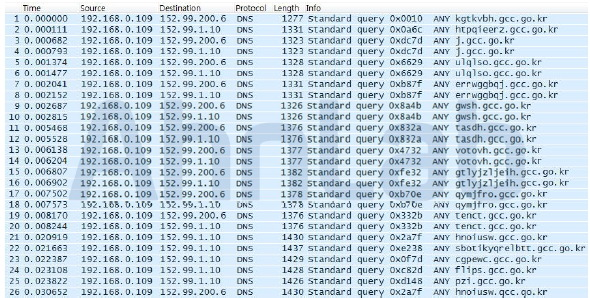 Time Source Destination Protocol Length Info
1 0.000000 192.168.0.109 152.99.200.6 DNS 1277 Standard query 0x0010 ANY kgtkvbh.gcc.go.kr
2 0.000111 192.168.0.109 152.99.1.10 DNS 1331 Standard query 0x0a6c ANY htpqieerz.gcc.go.kr
3 0.000682 192.168.0.109 152.99.200.6 DNS 1323 Standard query 0xdc7d ANY j.gcc.go.kr
4 0.000793 192.168.0.109 152.99.1.10 DNS 1323 Standard query 0xdc7d ANY j.gcc.go.kr
5 0.001374 192.168.0.109 152.99.200.6 DNS 1328 Standard query 0x6629 ANY ulqlso.gcc.go.kr
6 0.001477 192.168.0.109 152.99.1.10 DNS 1328 Standard query 0x6629 ANY ulqlso.gcc.go.kr
7 0.002041 192.168.0.109 152.99.200.6 DNS 1331 Standard query 0xb87f ANY errwggbqj.gcc.go.kr
8 0.002152 192.168.0.109 152.99.1.10 DNS 1331 Standard query 0xb87f ANY errwggbqj.gcc.go.kr
9 0.002687 192.168.0.109 152.99.200.6 DNS 1326 Standard query 0x8a4b ANY gwsh.gcc.go.kr
10 0.002815 192.168.0.109 152.99.1.10 DNS 1326 Standard query 0x8a4b ANY gwsh.gcc.go.kr
11 0.005468 192.168.0.109 152.99.200.6 DNS 1376 Standard query 0x832a ANY tasdh.gcc.go.kr
12 0.005528 192.168.0.109 152.99.1.10 DNS 1376 Standard query 0x832a ANY tasdh.gcc.go.kr
13 0.006138 192.168.0.109 152.99.200.6 DNS 1377 Standard query 0x4732 ANY votovh.gcc.go.kr
14 0.006204 192.168.0.109 152.99.1.10 DNS 1377 Standard query 0x4732 ANY votovh.gcc.go.kr
15 0.006807 192.168.0.109 152.99.200.6 DNS 1382 Standard query 0xfe32 ANY gtlyjzljeih.gcc.go.kr
16 0.006902 192.168.0.109 152.99.1.10 DNS 1382 Standard query 0xfe32 ANY gtlyjzljeih.gcc.go.kr
17 0.007502 192.168.0.109 152.99.200.6 DNS 1378 Standard query 0xb70e ANY qymjfro.gcc.go.kr
18 0.007573 192.168.0.109 152.99.1.10 DNS 1378 Standard query 0xb70e ANY qymjfro.gcc.go.kr
19 0.008170 192.168.0.109 152.99.200.6 DNS 1376 Standard query 0x332b ANY tenct.gcc.go.kr
20 0.008244 192.168.0.109 152.99.1.10 DNS 1376 Standard query 0x332b ANY tenct.gcc.go.kr
21 0.020919 192.168.0.109 152.99.1.10 DNS 1430 Standard query 0x2a7f ANY hnoiusw.gcc.go.kr
22 0.021663 192.168.0.109 152.99.1.10 DNS 1437 Standard query 0xe238 ANY sbotikyqrelbtt.gcc.go.kr
23 0.022387 192.168.0.109 152.99.1.10 DNS 1429 Standard query 0x0f7d ANY cgpewc.gcc.go.kr
24 0.023108 192.168.0.109 152.99.1.10 DNS 1428 Standard query 0xc82d ANY flips.gcc.go.kr
25 0.023822 192.168.0.109 152.99.1.10 DNS 1426 Standard query 0xd148 ANY pzi.gcc.go.kr
26 0.030652 192.168.0.109 152.99.200.6 DNS 1430 Standard query 0x2a7f ANY hnoiusw.gcc.go.kr